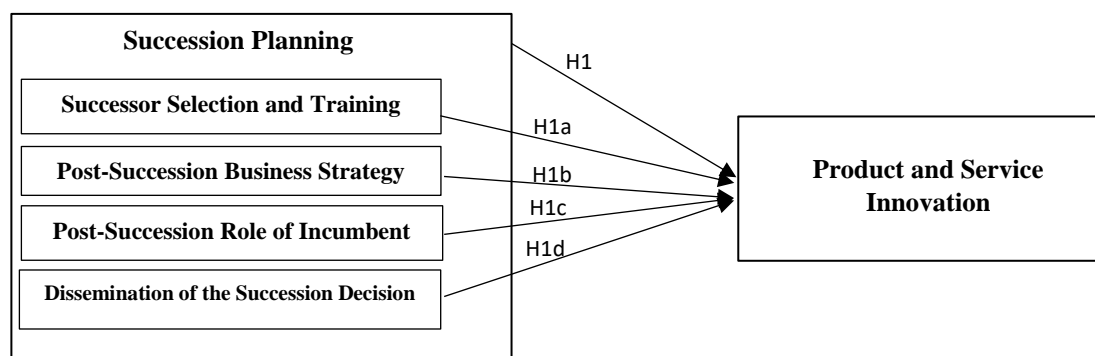 Succession Planning
Successor Selection and Training
Post-Succession Business Strategy
Post-Succession Role of Incumbent
Dissemination of the Succession Decision
H1
H1a
H1b
H1c
H1d
Product and Service
Innovation